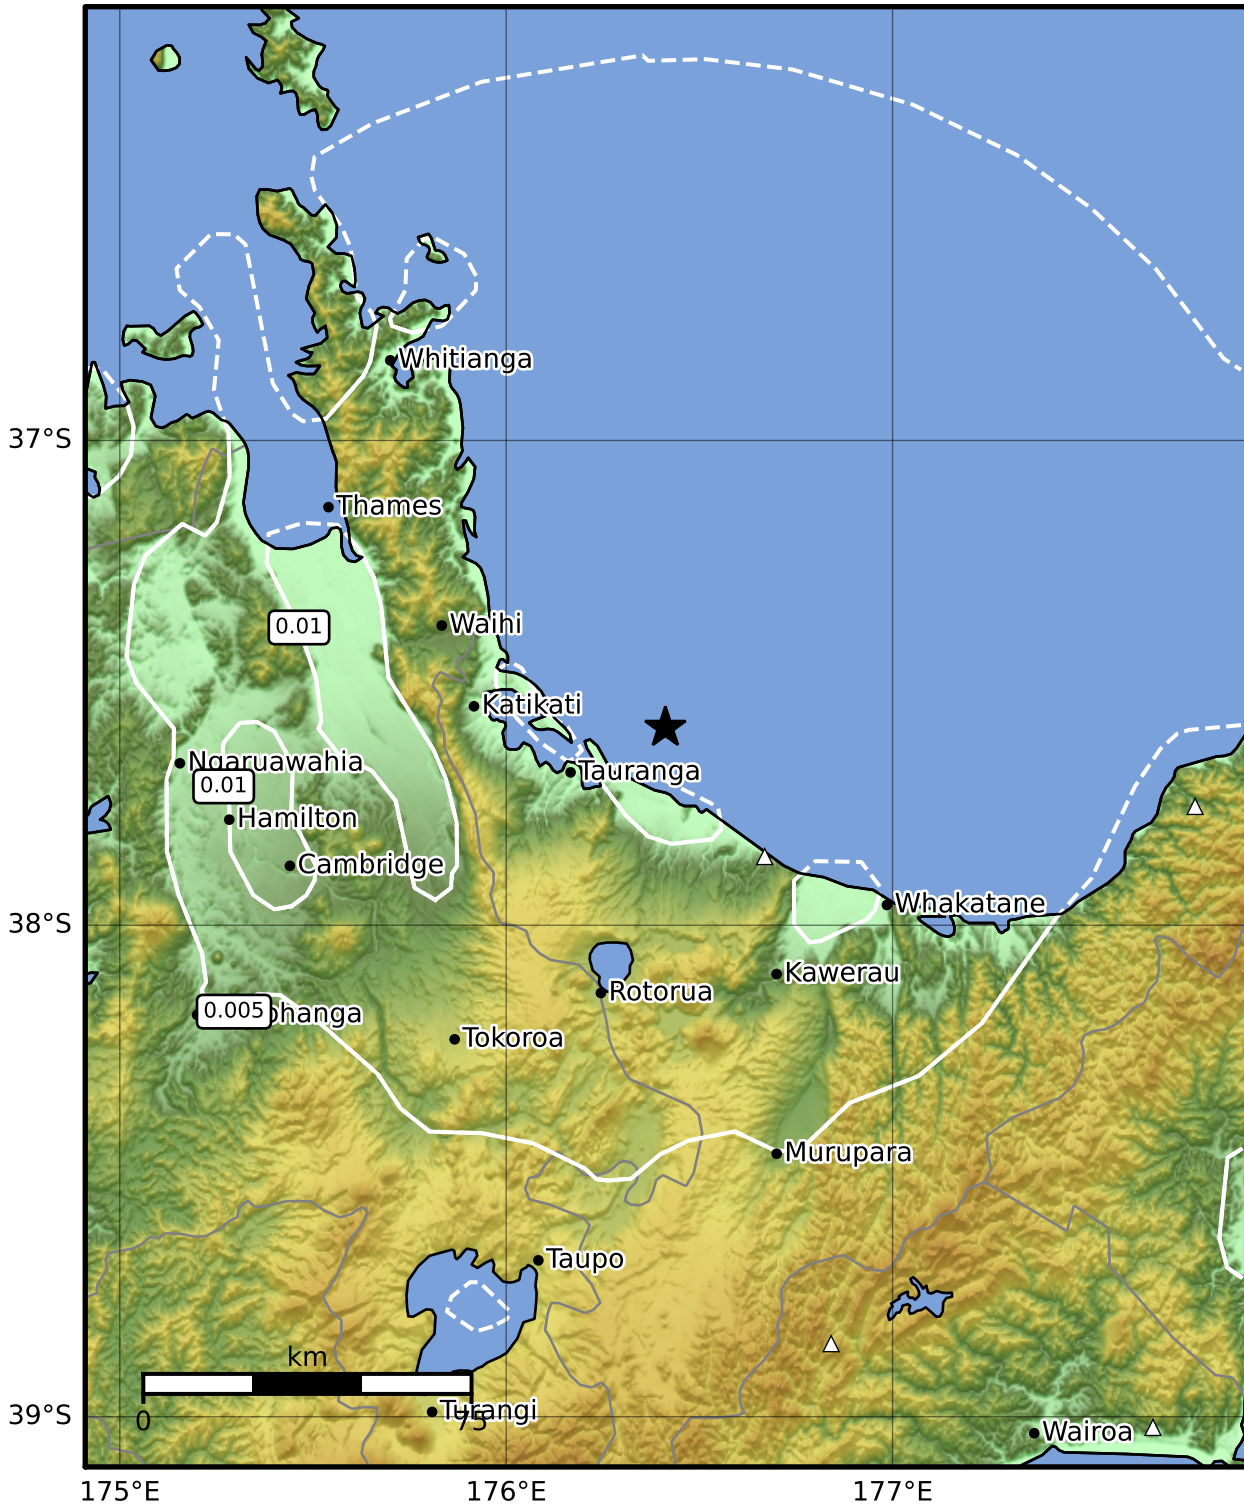 Whitianga
37°S
Thames
0.01
Waihi
Katikati
Ngaruawahia
Tauranga
0.01
Hamilton
Cambridge
Whakatane
38°S
Kawerau
Rotorua
0.005
Tokoroa
Murupara
Taupo
km
0
75
Turangi
39°S
Wairoa
175°E
176°E
177°E